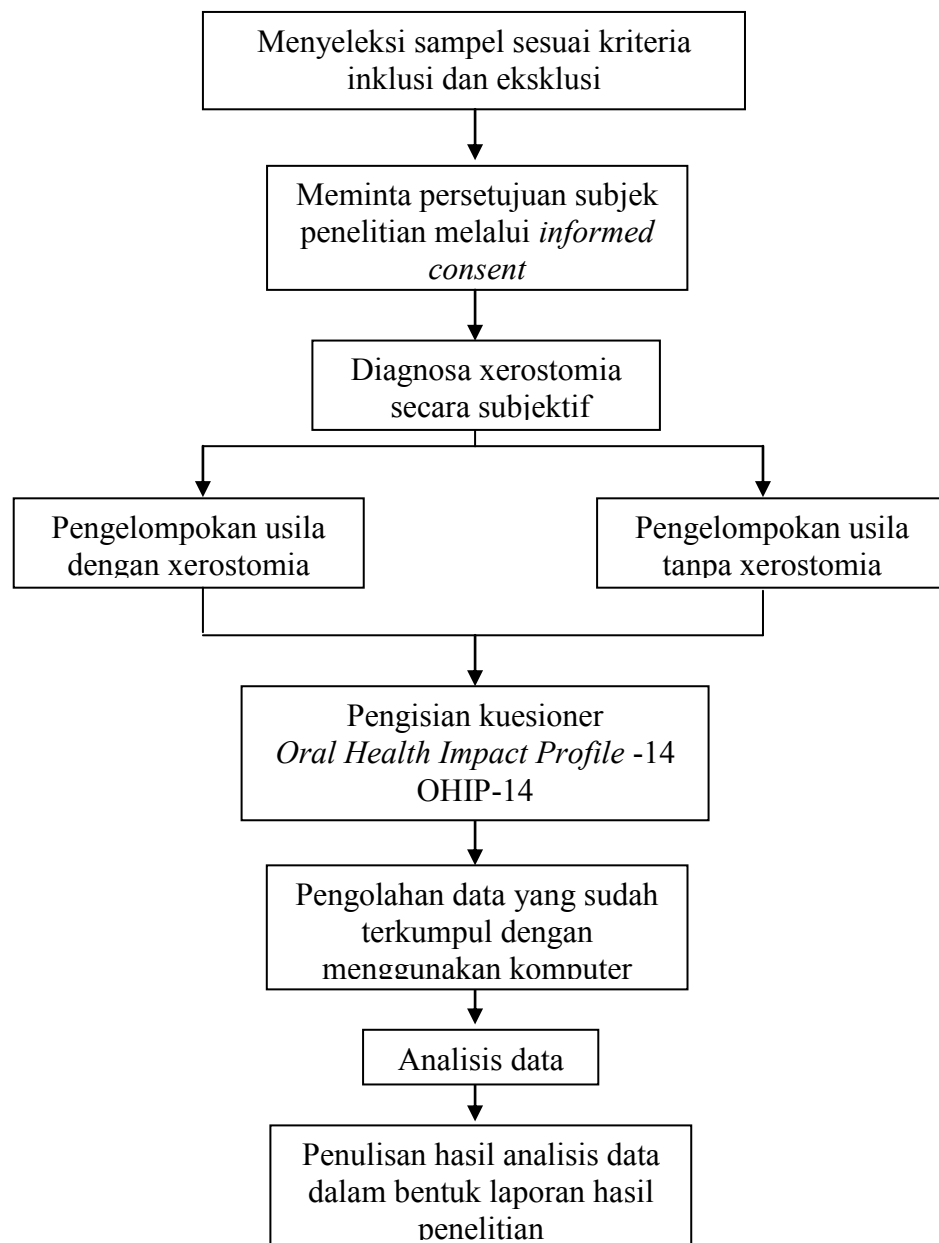 Menyeleksi sampel sesuai kriteria
inklusi dan eksklusi
Meminta persetujuan subjek
penelitian melalui informed
consent
Diagnosa xerostomia
secara subjektif
Pengelompokan usila
dengan xerostomia
Pengelompokan usila
tanpa xerostomia
Pengisian kuesioner
Oral Health Impact Profile -14
OHIP-14
Pengolahan data yang sudah
terkumpul dengan
menggunakan komputer
Analisis data
Penulisan hasil analisis data
dalam bentuk laporan hasil
penelitian